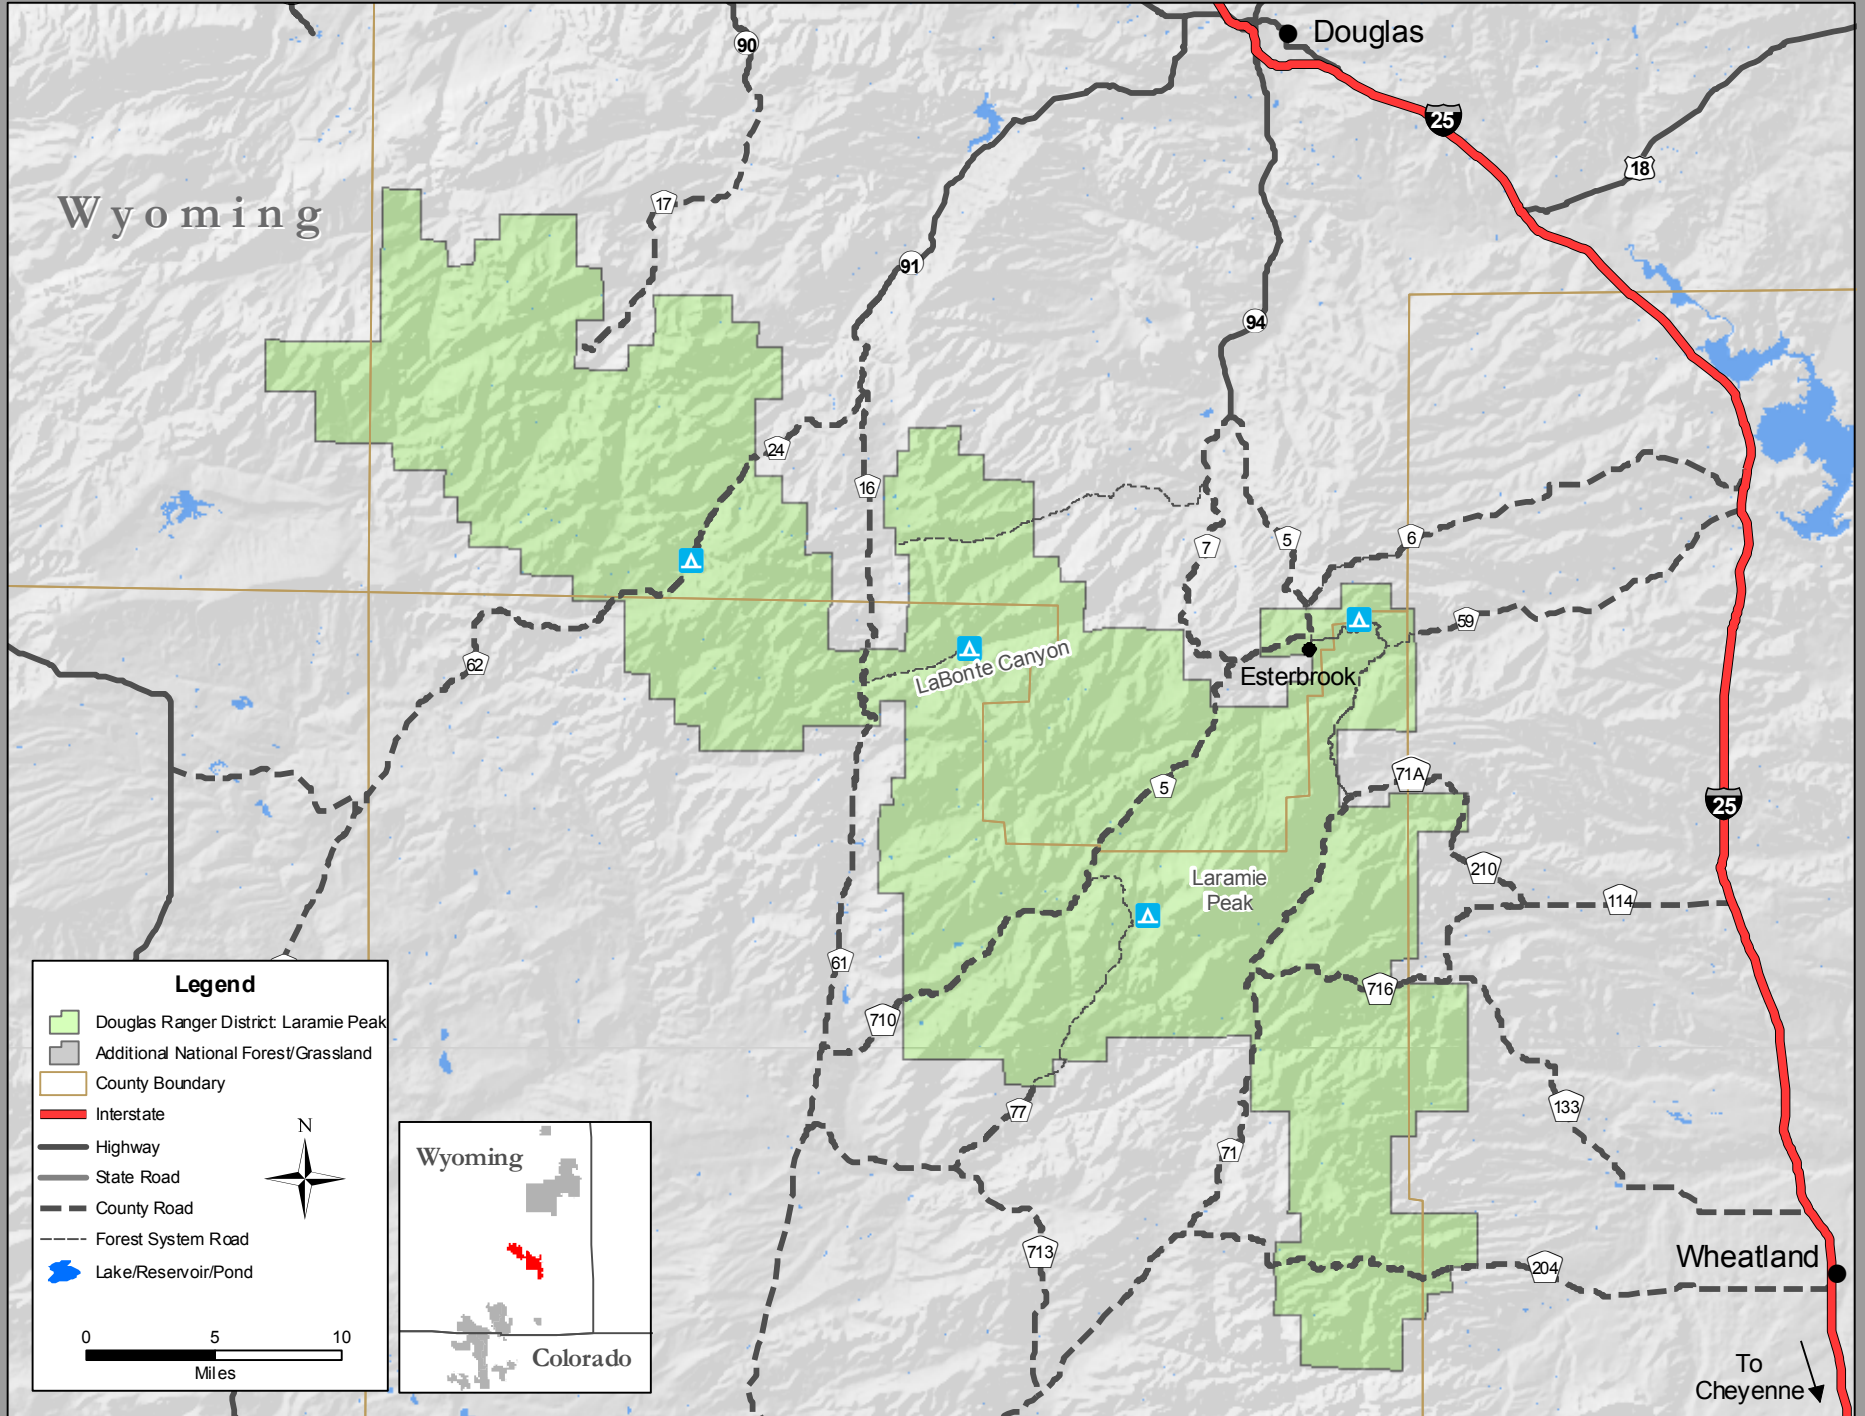 Douglas
90
25
18
17
Wyoming
91
94
24
16
7
5
6
59
62
LaBonte Canyon
Esterbrook
5
71A
25
210
Laramie
Peak
114
61
716
710
77
133
71
713
204
Wheatland
To
Cheyenne
Legend
Douglas Ranger District: Laramie Peak
Additional National Forest/Grassland
County Boundary
Interstate
Highway
State Road
County Road
Forest System Road
Lake/Reservoir/Pond
N
0 5 10
Miles
Wyoming
Colorado